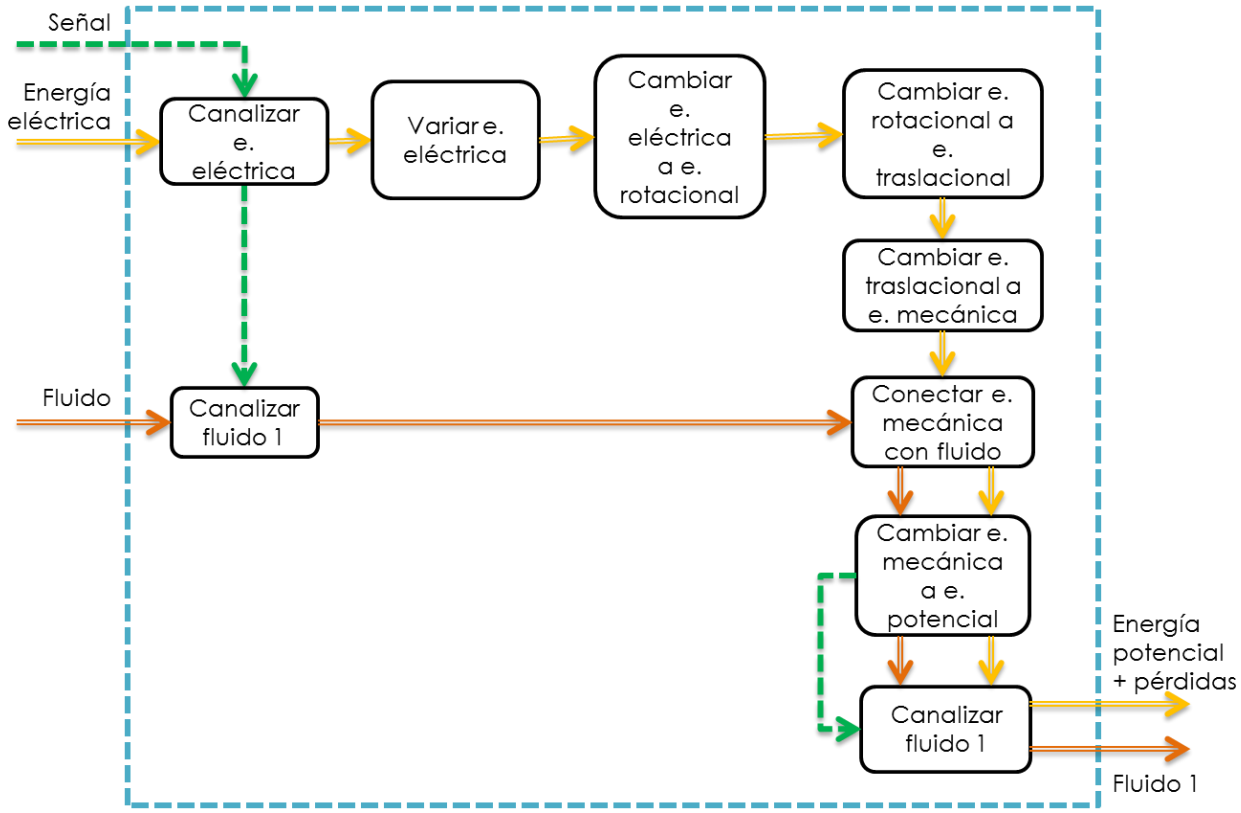 Señal
Energía
eléctrica
Canalizar
e.
eléctrica
Variar e.
eléctrica
Cambiar
e.
eléctrica
a e.
rotacional
Cambiar e.
rotacional a
e.
traslacional
Cambiar e.
traslacional a
e. mecánica
Fluido
Canalizar
fluido 1
Conectar e.
mecánica
con fluido
Cambiar e.
mecánica
a e.
potencial
Canalizar
fluido 1
Energía
potencial
+ pérdidas
Fluido 1